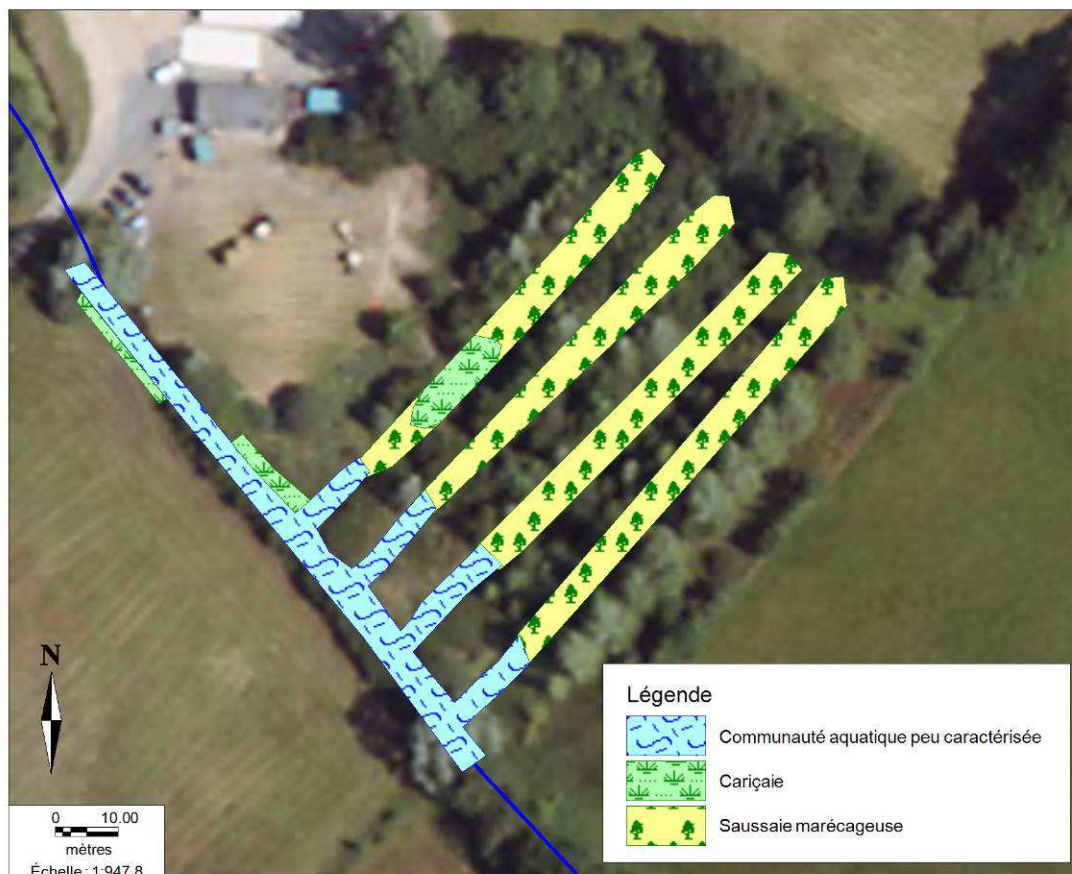 N
0 10.00
mètres
Échelle : 1:947.8
Légende
Communauté aquatique peu caractérisée
Cariçaie
Saussaie marécageuse